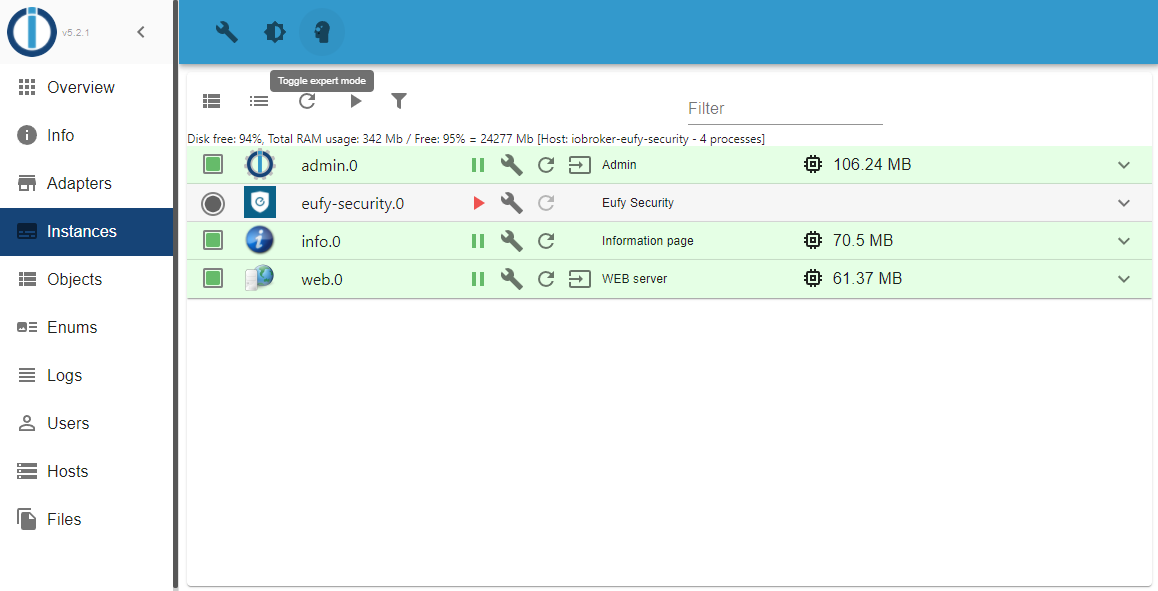 v5.2.1
Overview
Info
Adapters
Instances
Objects
Enums
Logs
Users
Hosts
Files
Toggle expert mode
Filter
Disk free: 94%, Total RAM usage: 342 Mb / Free: 95% = 24277 Mb [Host: iobroker-eufy-security - 4 processes]
admin.0 Admin 106.24 MB
eufy-security.0 Eufy Security
info.0 Information page 70.5 MB
web.0 WEB server 61.37 MB